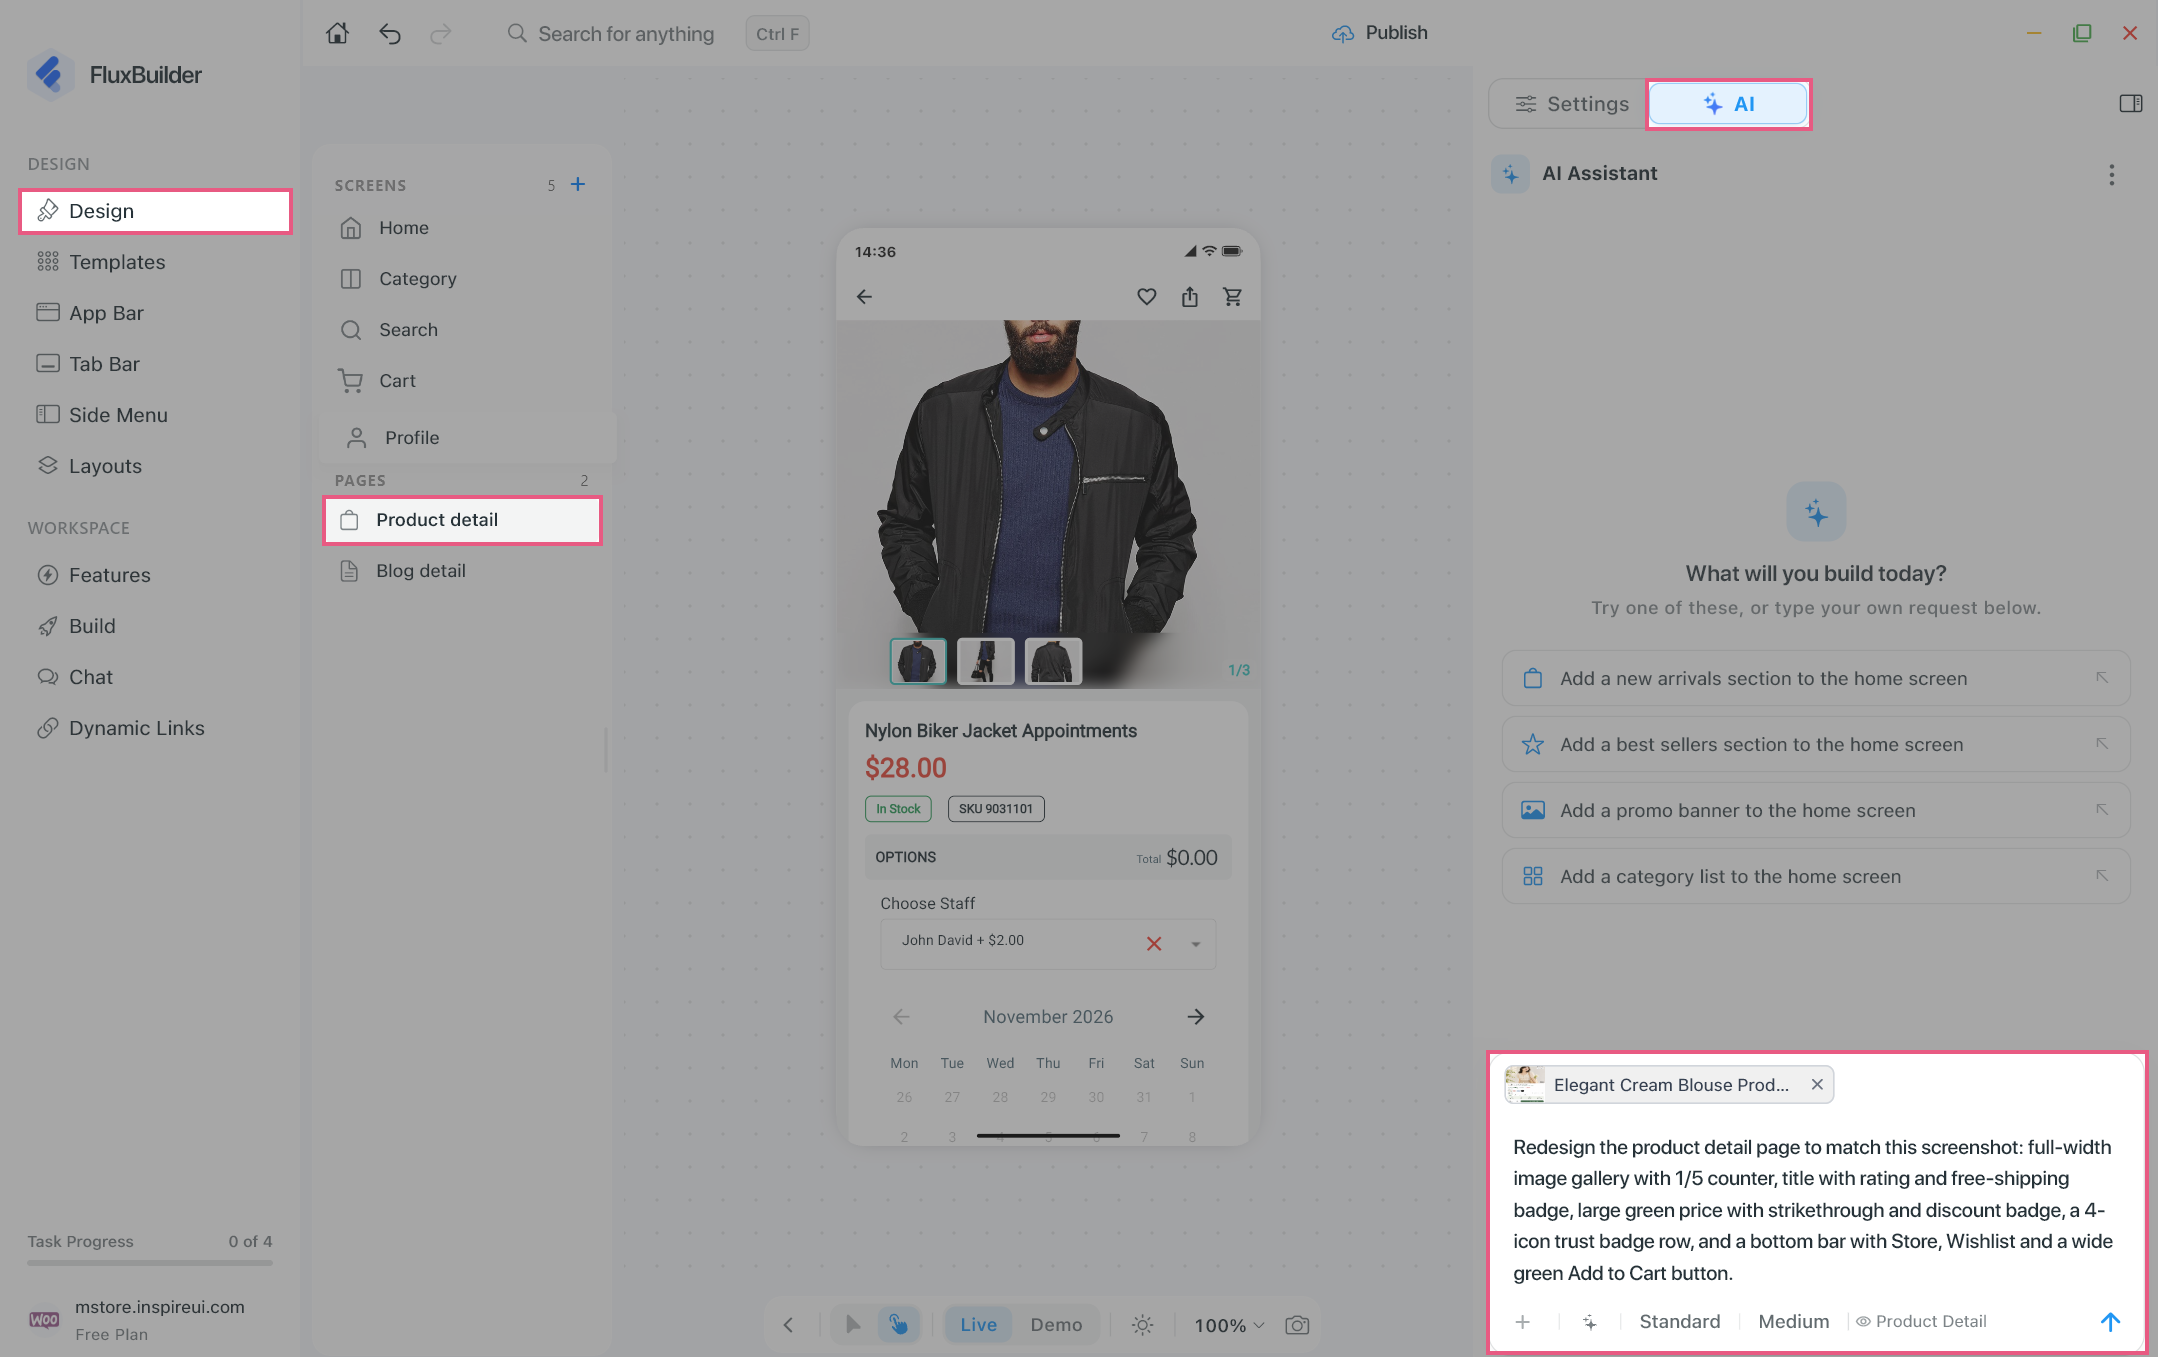 FluxBuilder
Search for anything
Ctrl F
Publish
DESIGN
Design
Templates
App Bar
Tab Bar
Side Menu
Layouts
WORKSPACE
Features
Build
Chat
Dynamic Links
Task Progress
0 of 4
WOO
mstore.inspireui.com
Free Plan
SCREENS
5
Home
Category
Search
Cart
Profile
PAGES
2
Product detail
Blog detail
14:36
1/3
Nylon Biker Jacket Appointments
$28.00
In Stock
SKU 9031101
OPTIONS
Total $0.00
Choose Staff
John David + $2.00
November 2026
Mon Tue Wed Thu Fri Sat Sun
26 27 28 29 30 31 1
2 3 4 5 6 7 8
Live
Demo
100%
Settings
AI
AI Assistant
What will you build today?
Try one of these, or type your own request below.
Add a new arrivals section to the home screen
Add a best sellers section to the home screen
Add a promo banner to the home screen
Add a category list to the home screen
Elegant Cream Blouse Prod...
Redesign the product detail page to match this screenshot: full-width
image gallery with 1/5 counter, title with rating and free-shipping
badge, large green price with strikethrough and discount badge, a 4-
icon trust badge row, and a bottom bar with Store, Wishlist and a wide
green Add to Cart button.
Standard
Medium
Product Detail